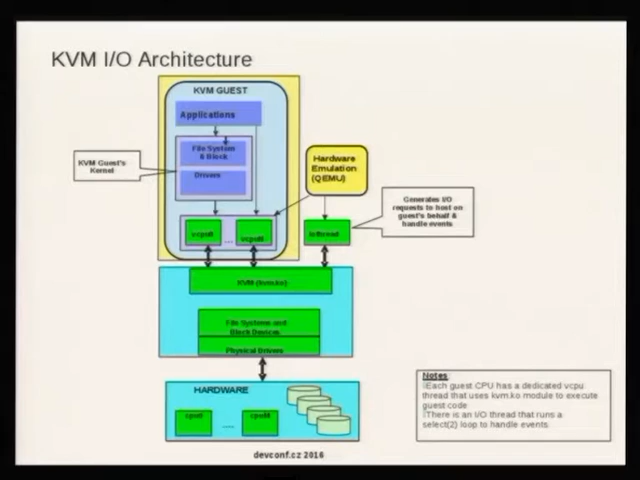 KVM I/O Architecture
KVM GUEST
Applications
File System
& Block
Drivers
KVM Guest's
Kernel
Hardware
Emulation
(QEMU)
Generates I/O
requests to host on
guest's behalf &
handle events
vcpu0
...
vcpuN
iothread
KVM (kvm.ko)
File Systems and
Block Devices
Physical Drivers
HARDWARE
cpu0
....
cpuM
Notes:
Each guest CPU has a dedicated vcpu
thread that uses kvm.ko module to execute
guest code
There is an I/O thread that runs a
select(2) loop to handle events
devconf.cz 2016